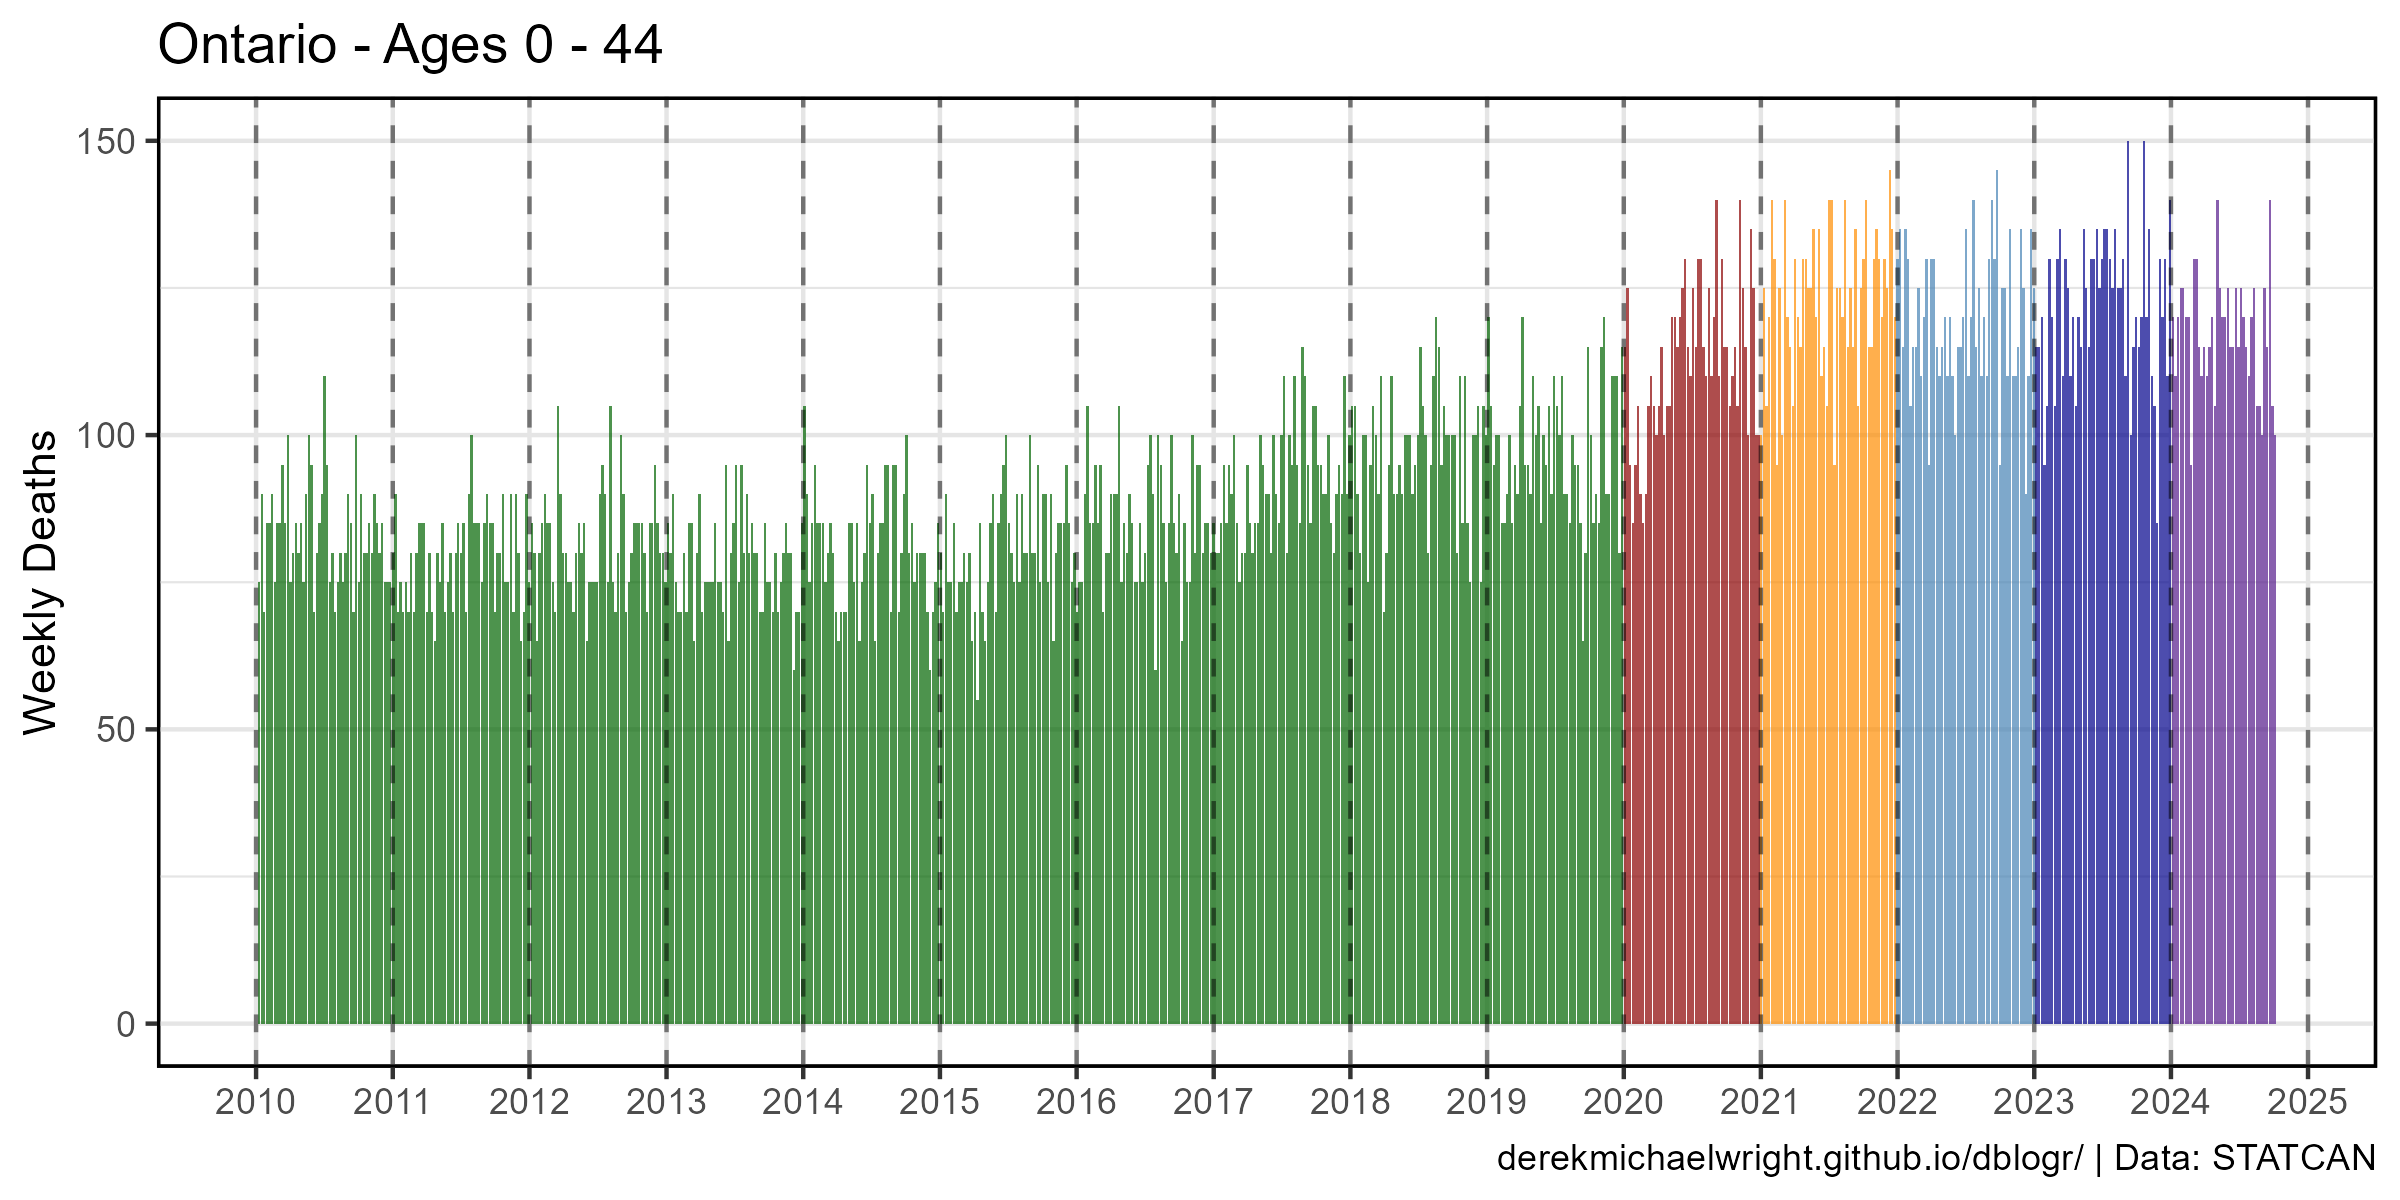 Ontario - Ages 0 - 44
Weekly Deaths
150
100
50
0
2010 2011 2012 2013 2014 2015 2016 2017 2018 2019 2020 2021 2022 2023 2024 2025
derekmichaelwright.github.io/dblogr/ | Data: STATCAN